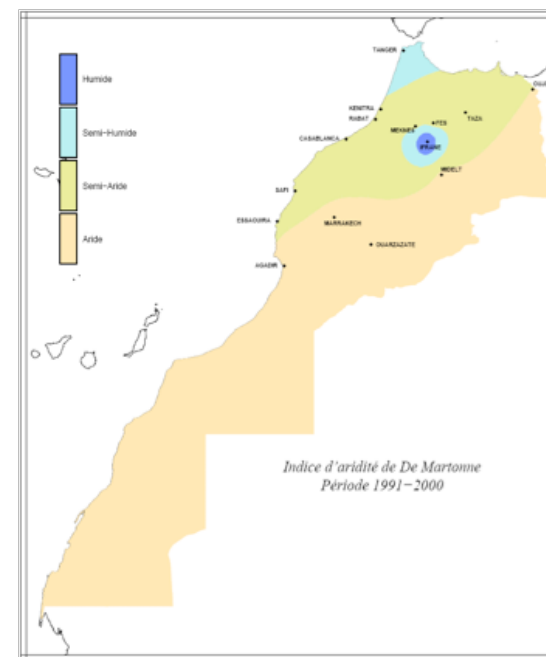 Humide
Semi-Humide
Semi-Aride
Aride
TANGER
KENITRA
RABAT
CASABLANCA
MEKNES
FES
TAZA
IFRANE
MIDELT
SAFI
ESSAOUIRA
MARRAKECH
OUARZAZATE
AGADIR
Indice d'aridité de De Martonne
Période 1991−2000